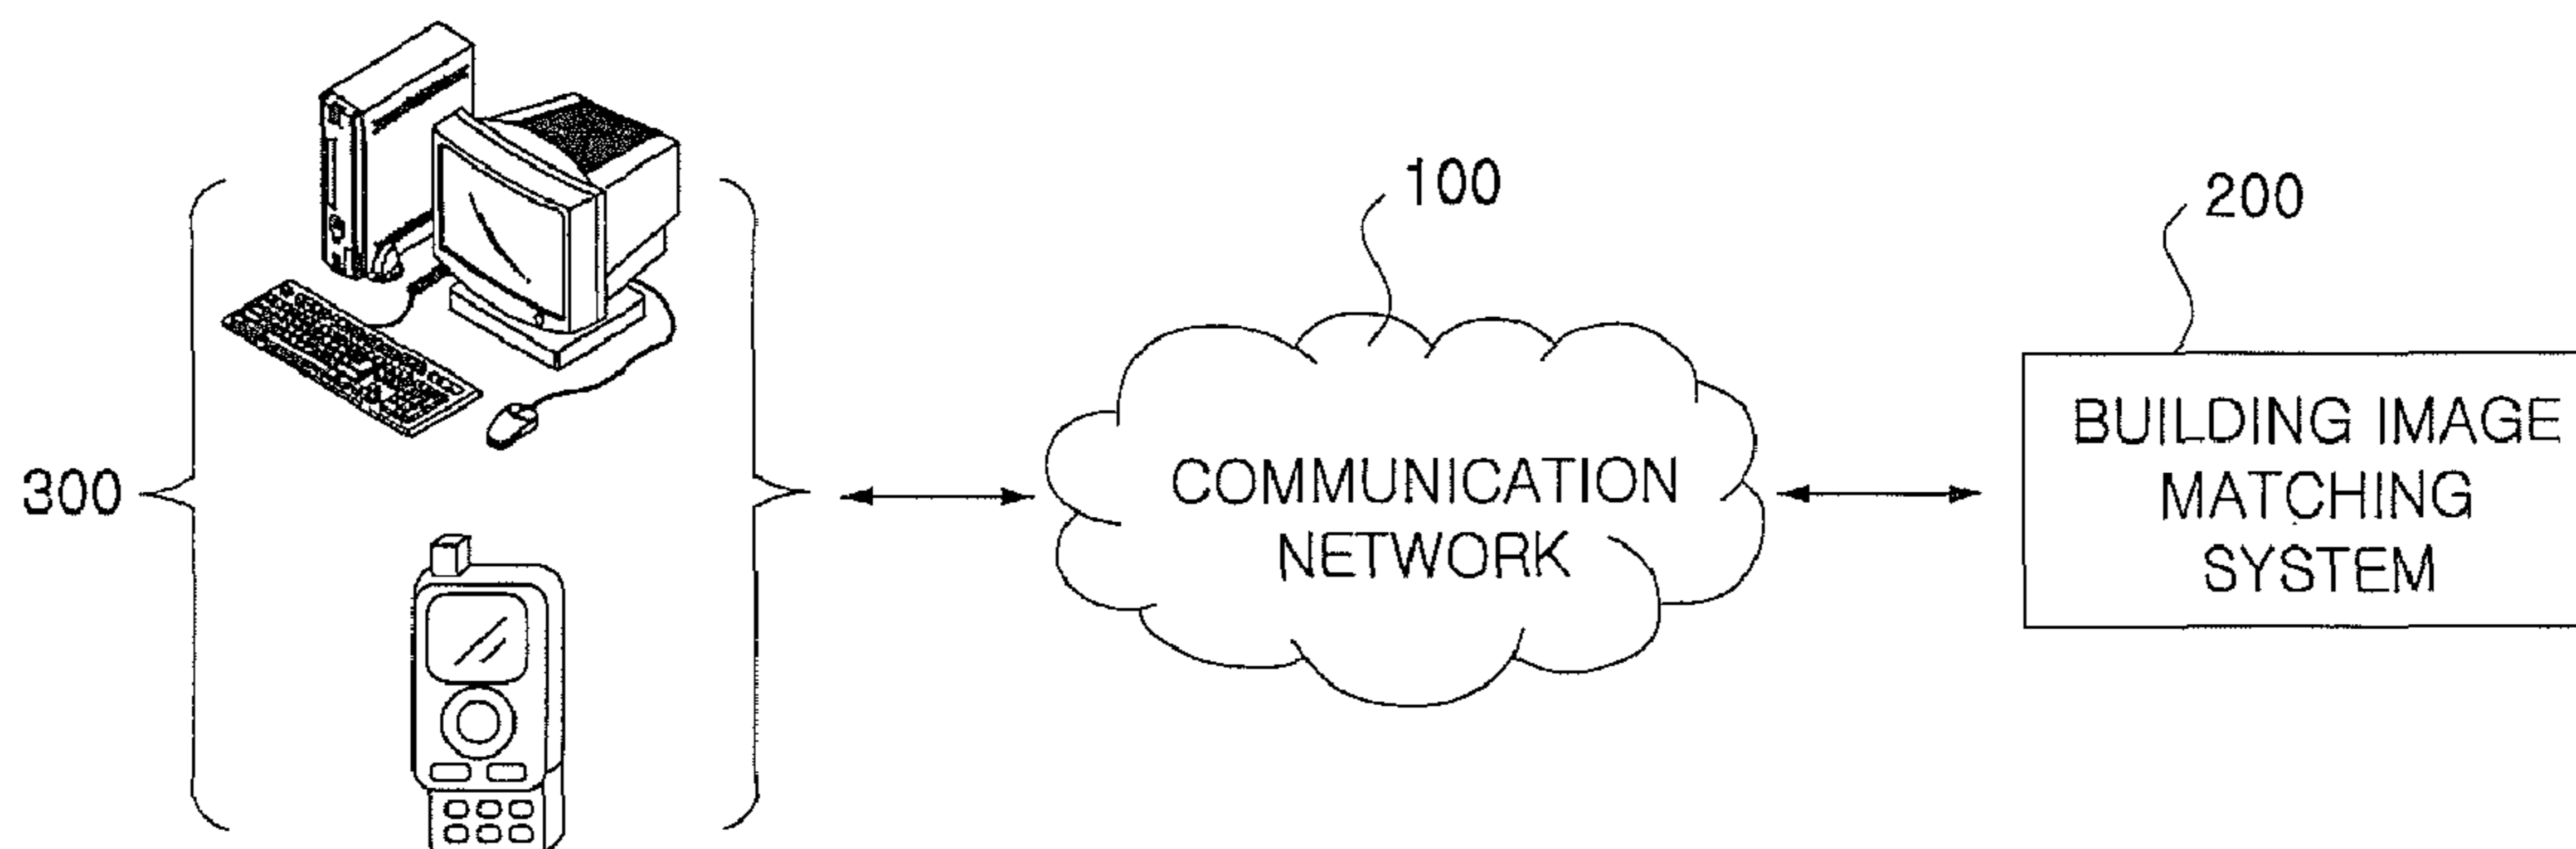 100
200
300
COMMUNICATION
NETWORK
BUILDING IMAGE
MATCHING
SYSTEM